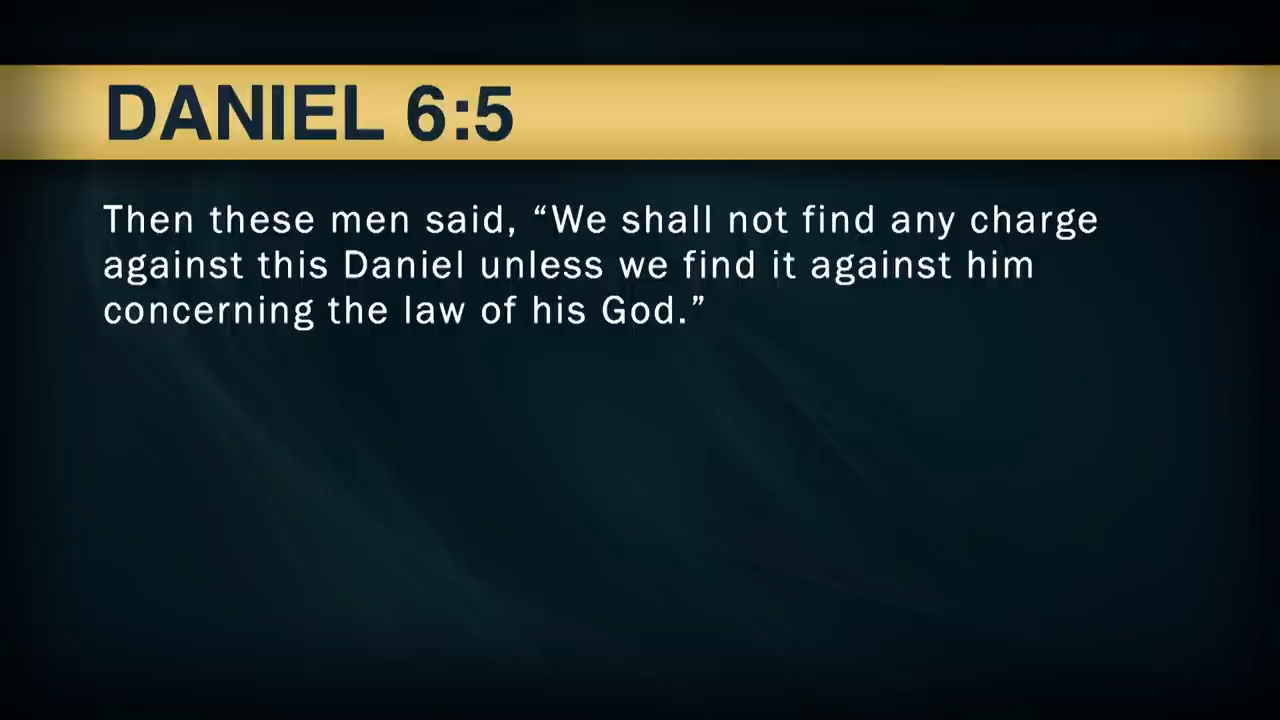 DANIEL 6:5
Then these men said, “We shall not find any charge
against this Daniel unless we find it against him
concerning the law of his God.”